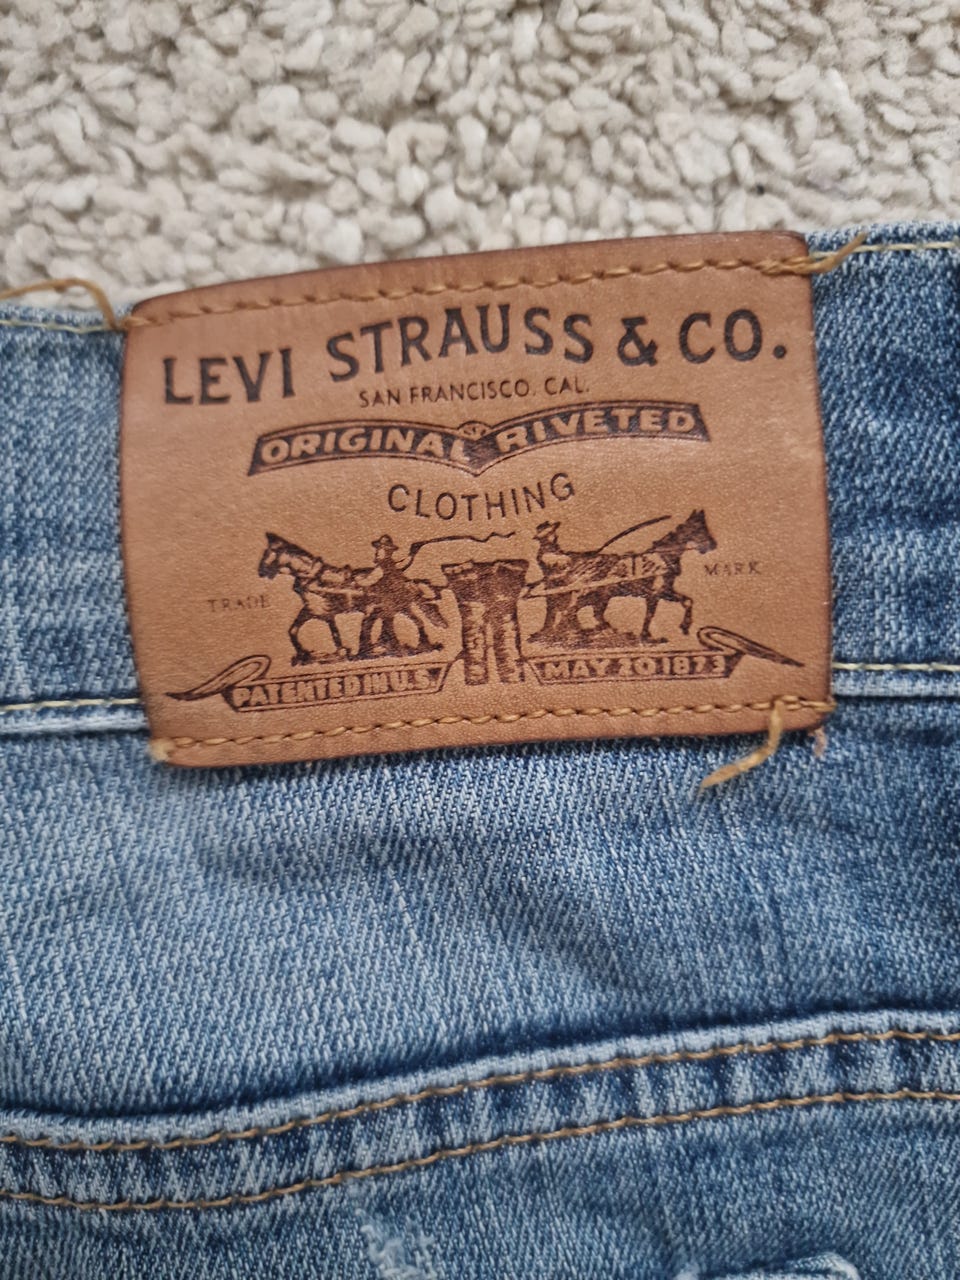 LEVI STRAUSS & CO.
SAN FRANCISCO, CAL.
ORIGINAL RIVETED
CLOTHING
TRADE MARK
PATENTED IN U.S. MAY 20 1873